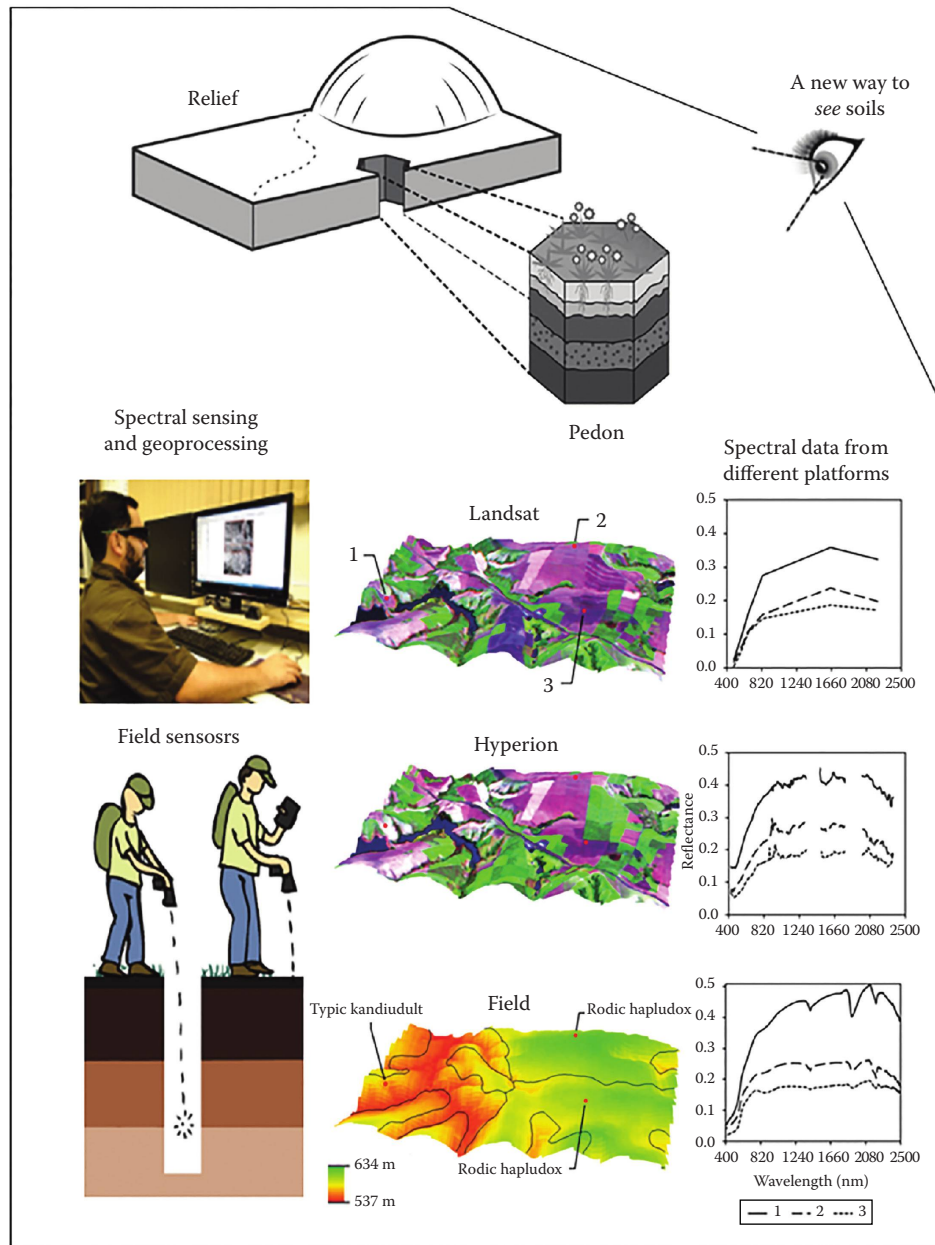 Relief
A new way to
see soils
Pedon
Spectral sensing
and geoprocessing
Landsat
1
2
3
Spectral data from
different platforms
0.5
0.4
0.3
0.2
0.1
0.0
400 820 1240 1660 2080 2500
Field sensosrs
Hyperion
Reflectance
0.5
0.4
0.3
0.2
0.1
0.0
400 820 1240 1660 2080 2500
Typic kandiudult
Field
Rodic hapludox
Rodic hapludox
634 m
537 m
0.5
0.4
0.3
0.2
0.1
0.0
400 820 1240 1660 2080 2500
Wavelength (nm)
1 2 3